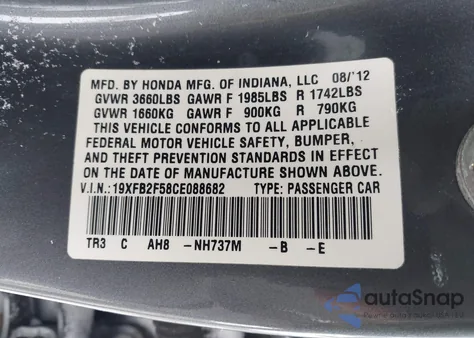 MFD. BY HONDA MFG. OF INDIANA, LLC 08/'12
GVWR 3660LBS GAWR F 1985LBS R 1742LBS
GVWR 1660KG GAWR F 900KG R 790KG
THIS VEHICLE CONFORMS TO ALL APPLICABLE
FEDERAL MOTOR VEHICLE SAFETY, BUMPER,
AND THEFT PREVENTION STANDARDS IN EFFECT
ON THE DATE OF MANUFACTURE SHOWN ABOVE.
V.I.N.:19XFB2F58CE088682 TYPE: PASSENGER CAR
TR3 C AH8 -NH737M -B -E
autoSnap